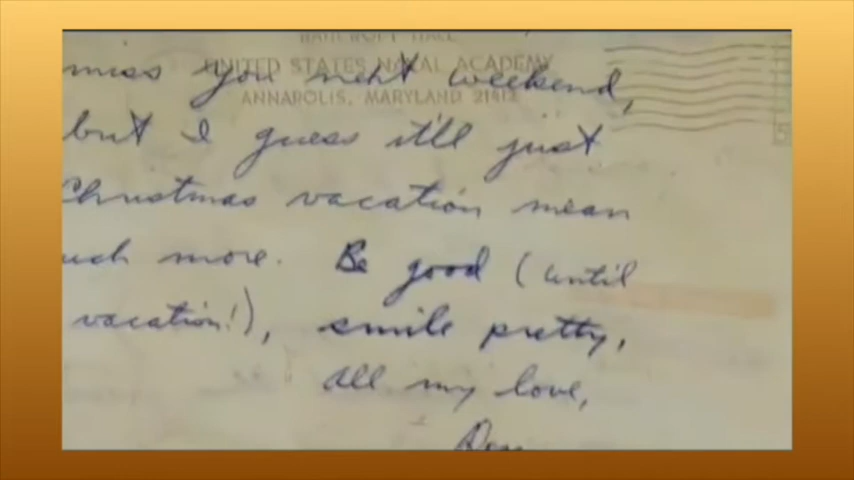 BANCROFT HALL
UNITED STATES NAVAL ACADEMY
ANNAPOLIS, MARYLAND 21412
miss you next weekend,
but I guess it'll just
Christmas vacation mean
uch more. Be good (until
vacation!), smile pretty,
all my love,